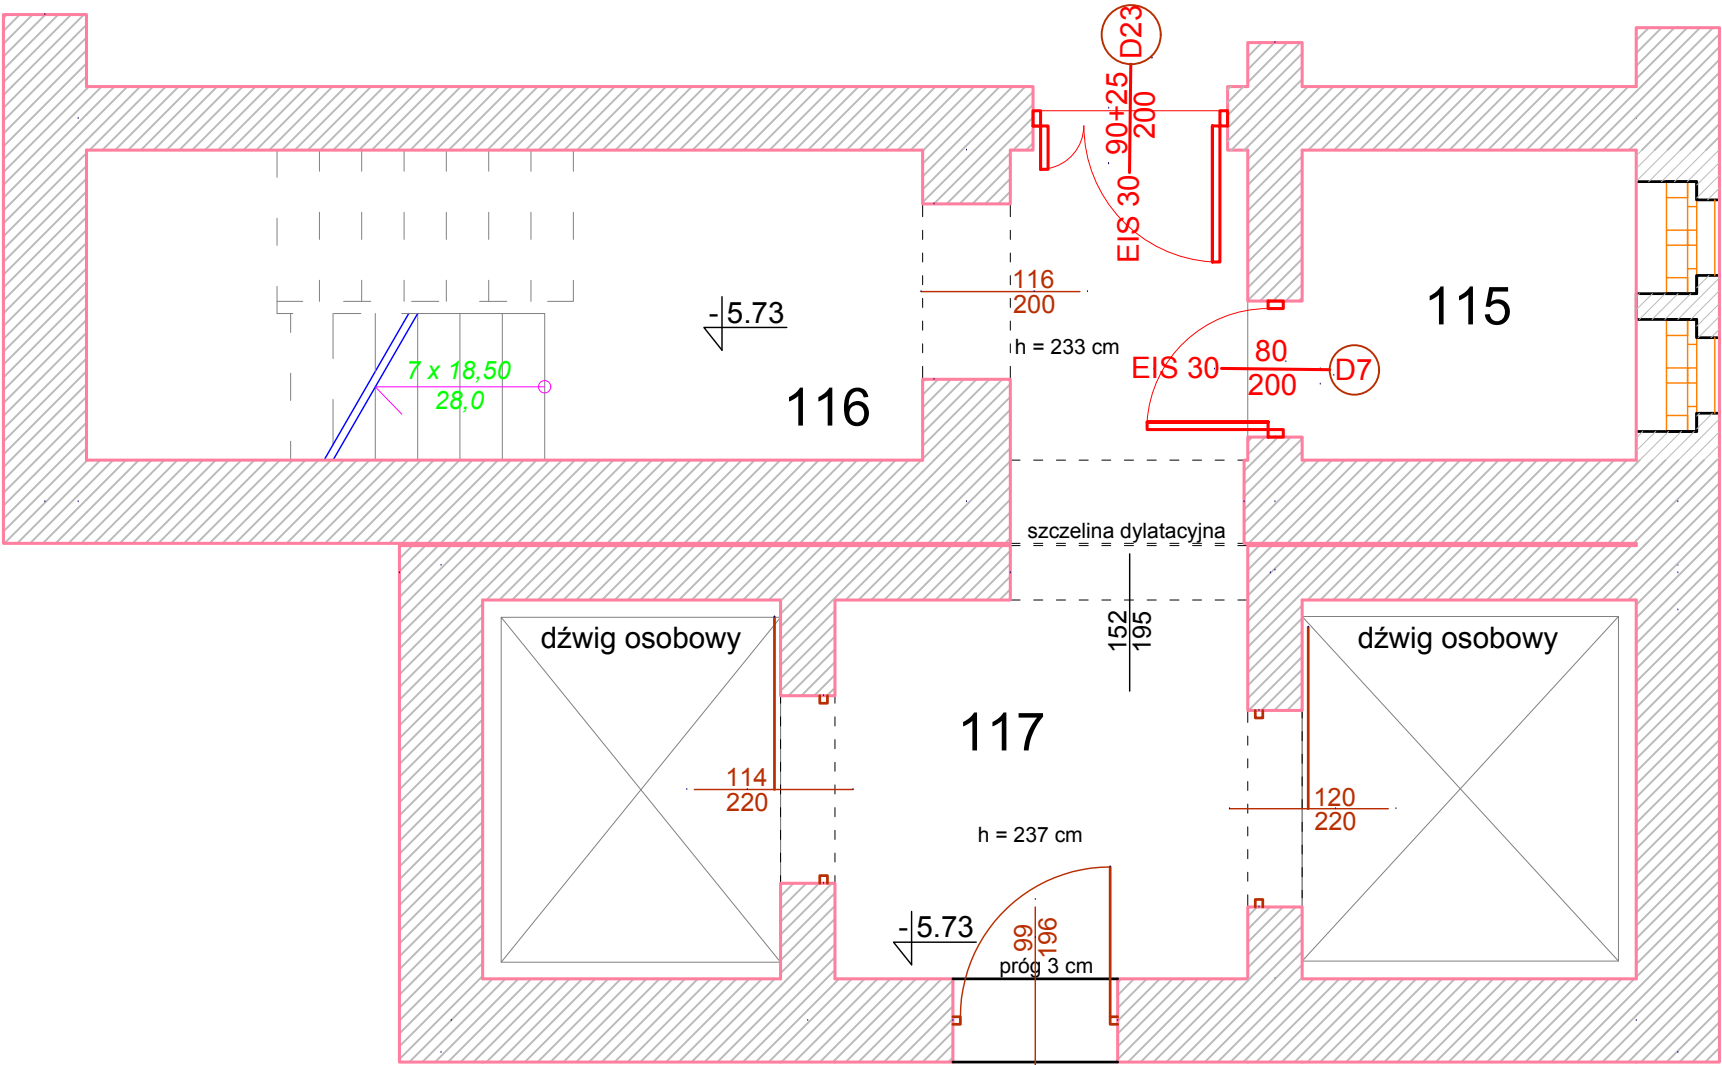 D23
90+25
200
EIS 30
115
116
200
- 5.73
h = 233 cm
80
EIS 30
D7
200
7 x 18,50
28,0
116
szczelina dylatacyjna
152
195
dźwig osobowy
dźwig osobowy
117
114
220
120
220
h = 237 cm
- 5.73
99
196
próg 3 cm